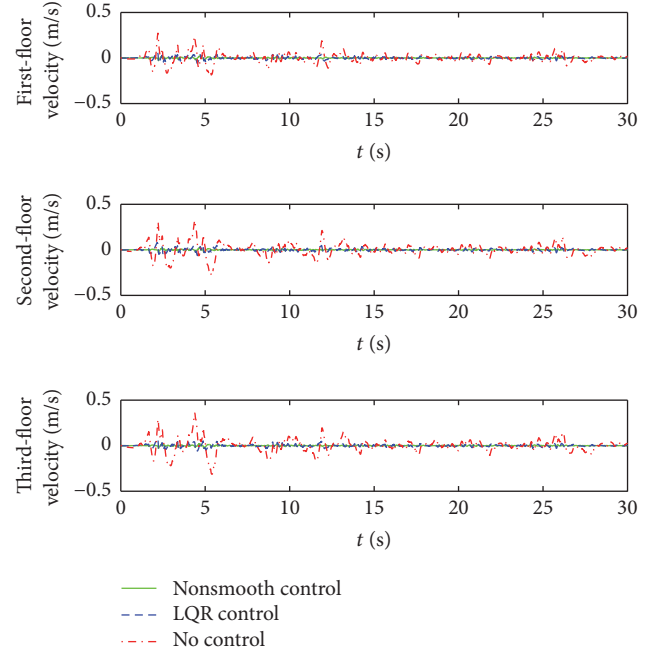 First-floor
velocity (m/s)
0.5
0
−0.5
0 5 10 15 20 25 30
t (s)
Second-floor
velocity (m/s)
0.5
0
−0.5
0 5 10 15 20 25 30
t (s)
Third-floor
velocity (m/s)
0.5
0
−0.5
0 5 10 15 20 25 30
t (s)
Nonsmooth control
LQR control
No control